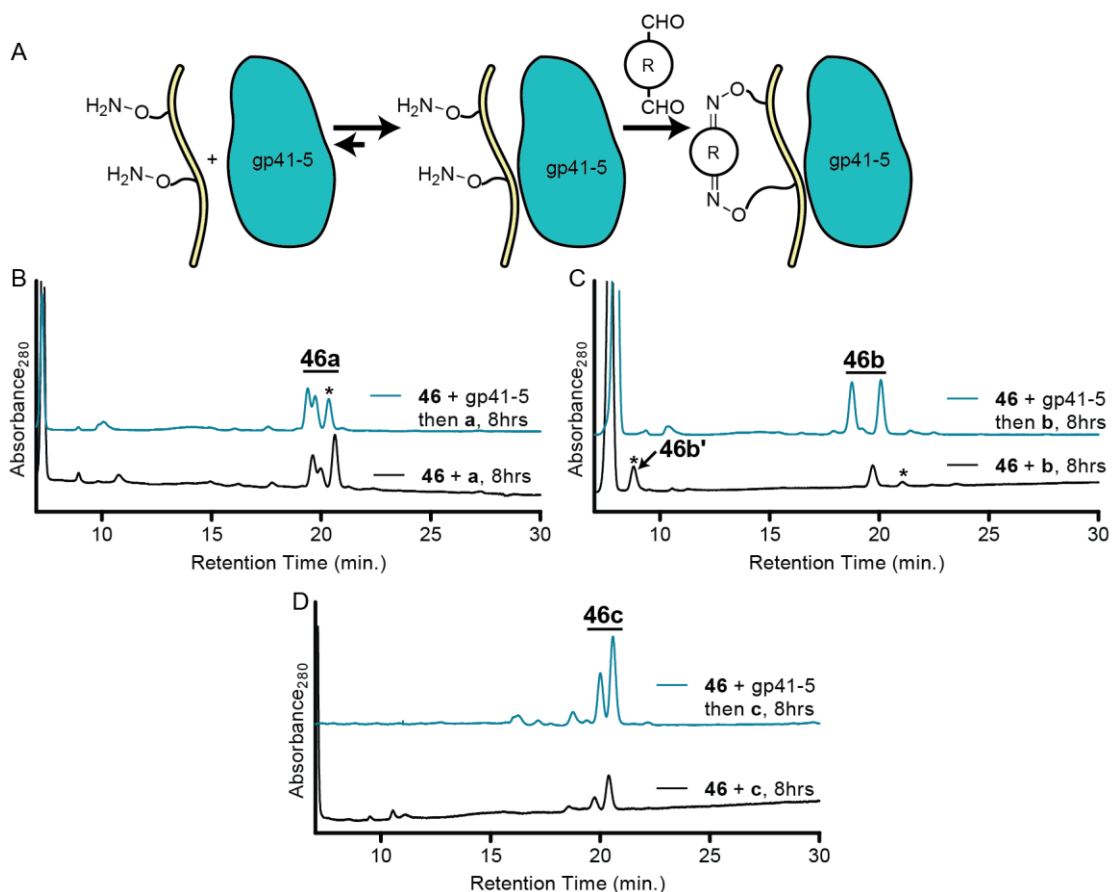 A
H₂N O
H₂N O
+
gp41-5
H₂N O
H₂N O
gp41-5
CHO
R
CHO
N O
R
N O
gp41-5
B
Absorbance₂₈₀
46a
*
46 + gp41-5
then a, 8hrs
46 + a, 8hrs
10 15 20 25 30
Retention Time (min.)
C
Absorbance₂₈₀
46b
46 + gp41-5
then b, 8hrs
* 46b'
*
46 + b, 8hrs
10 15 20 25 30
Retention Time (min.)
D
Absorbance₂₈₀
46c
46 + gp41-5
then c, 8hrs
46 + c, 8hrs
10 15 20 25 30
Retention Time (min.)